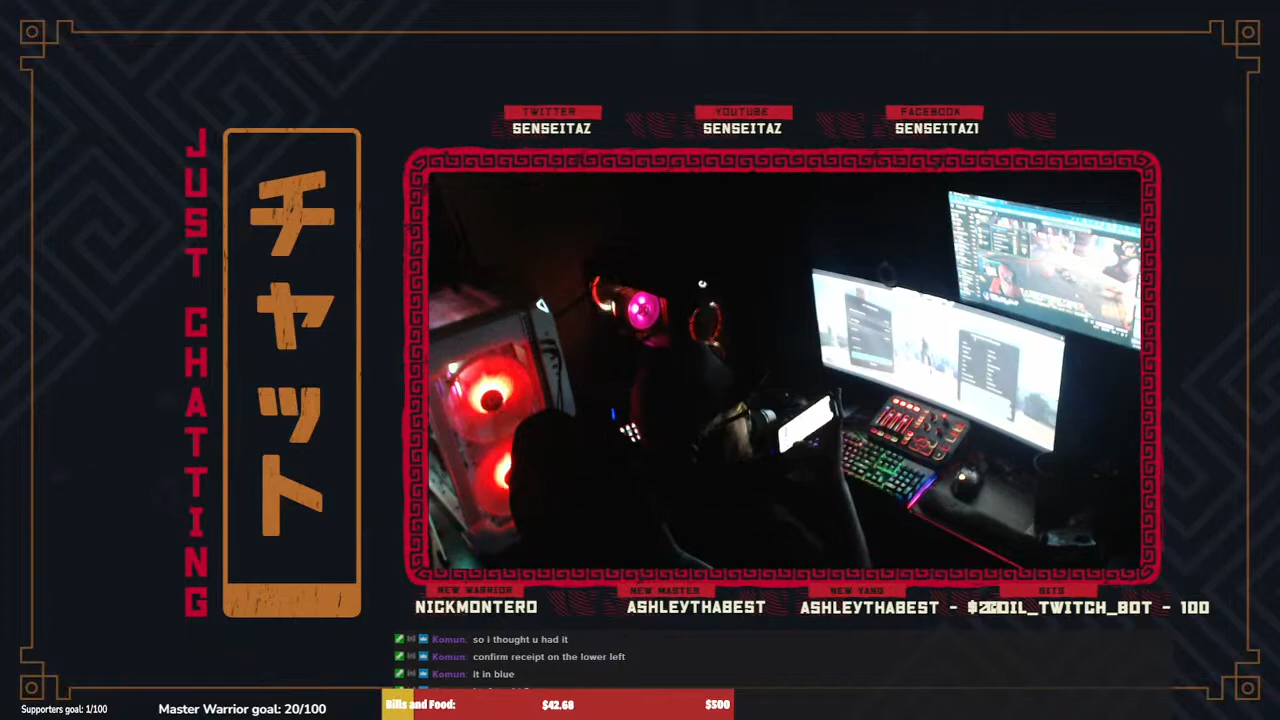 TWITTER
SENSEITAZ
YOUTUBE
SENSEITAZ
FACEBOOK
SENSEITAZ1
JUST CHATTING
チャット
NEW WARRIOR
NICKMONTERO
NEW MASTER
ASHLEYTHABEST
NEW YANG
ASHLEYTHABEST -
BITS
_TWITCH_BOT - 100
Komun: so i thought u had it
Komun: confirm receipt on the lower left
Komun: it in blue
Komun:
Bills and Food: $42.68 $500
Supporters goal: 1/100
Master Warrior goal: 20/100